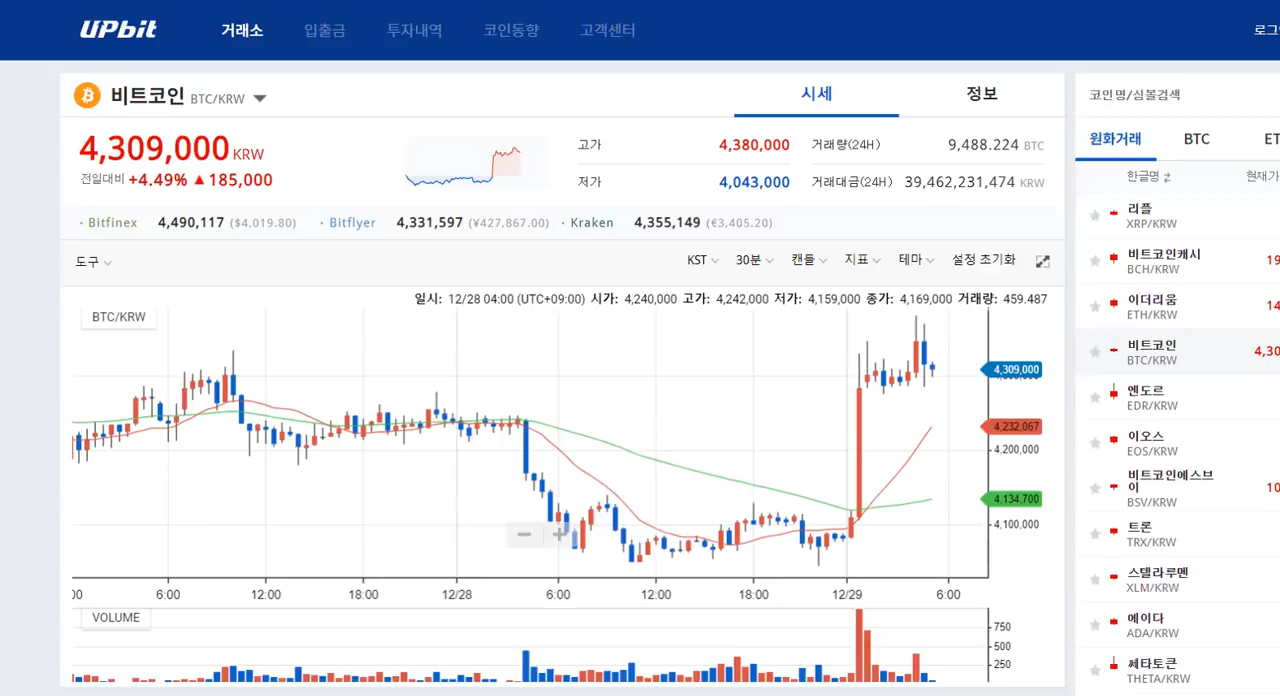 UPbit 거래소 입출금 투자내역 코인동향 고객센터 로그
비트코인 BTC/KRW 시세 정보
4,309,000 KRW
전일대비 +4.49% ▲ 185,000
고가 4,380,000 거래량(24H) 9,488.224 BTC
저가 4,043,000 거래대금(24H) 39,462,231,474 KRW
· Bitfinex 4,490,117 ($4,019.80) · Bitflyer 4,331,597 (¥427,867.00) · Kraken 4,355,149 (€3,405.20)
도구 KST 30분 캔들 지표 테마 설정 초기화
일시: 12/28 04:00 (UTC+09:00) 시가: 4,240,000 고가: 4,242,000 저가: 4,159,000 종가: 4,169,000 거래량: 459.487
BTC/KRW
4,309,000
4,232,067
4,200,000
4,134,700
4,100,000
00 6:00 12:00 18:00 12/28 6:00 12:00 18:00 12/29 6:00
VOLUME
750
500
250
코인명/심볼검색
원화거래 BTC ET
한글명 현재가
리플
XRP/KRW
비트코인캐시 19
BCH/KRW
이더리움 14
ETH/KRW
비트코인 4,30
BTC/KRW
엔도르
EDR/KRW
이오스
EOS/KRW
비트코인에스브
이 10
BSV/KRW
트론
TRX/KRW
스텔라루멘
XLM/KRW
에이다
ADA/KRW
쎄타토큰
THETA/KRW